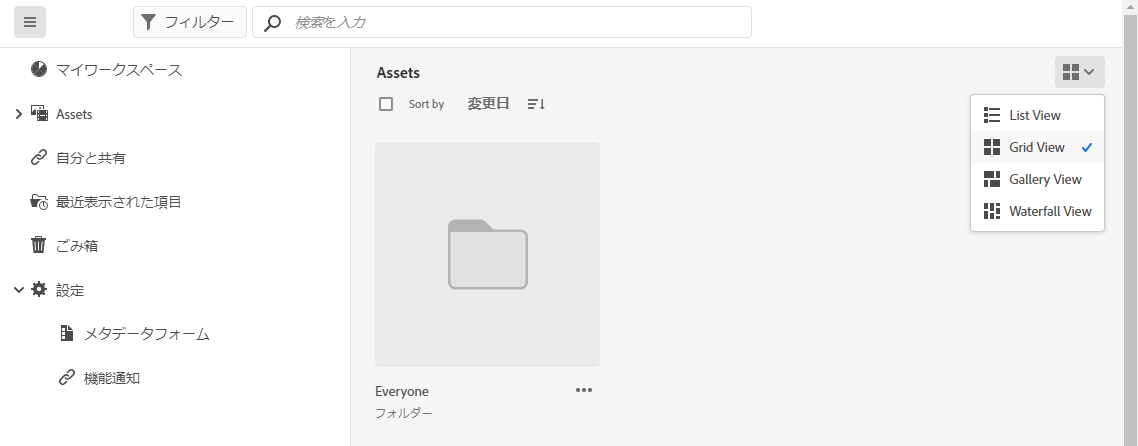 フィルター
検索を入力
マイワークスペース
Assets
自分と共有
最近表示された項目
ごみ箱
設定
メタデータフォーム
機能通知
Assets
Sort by 変更日
List View
Grid View
Gallery View
Waterfall View
Everyone
フォルダー